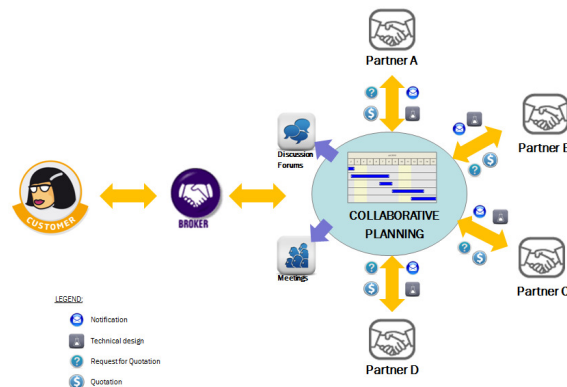 Partner A
Discussion
Forums
Partner B
COLLABORATIVE
PLANNING
CUSTOMER
BROKER
Meetings
Partner C
Partner D
LEGEND:
Notification
Technical design
Request for Quotation
Quotation